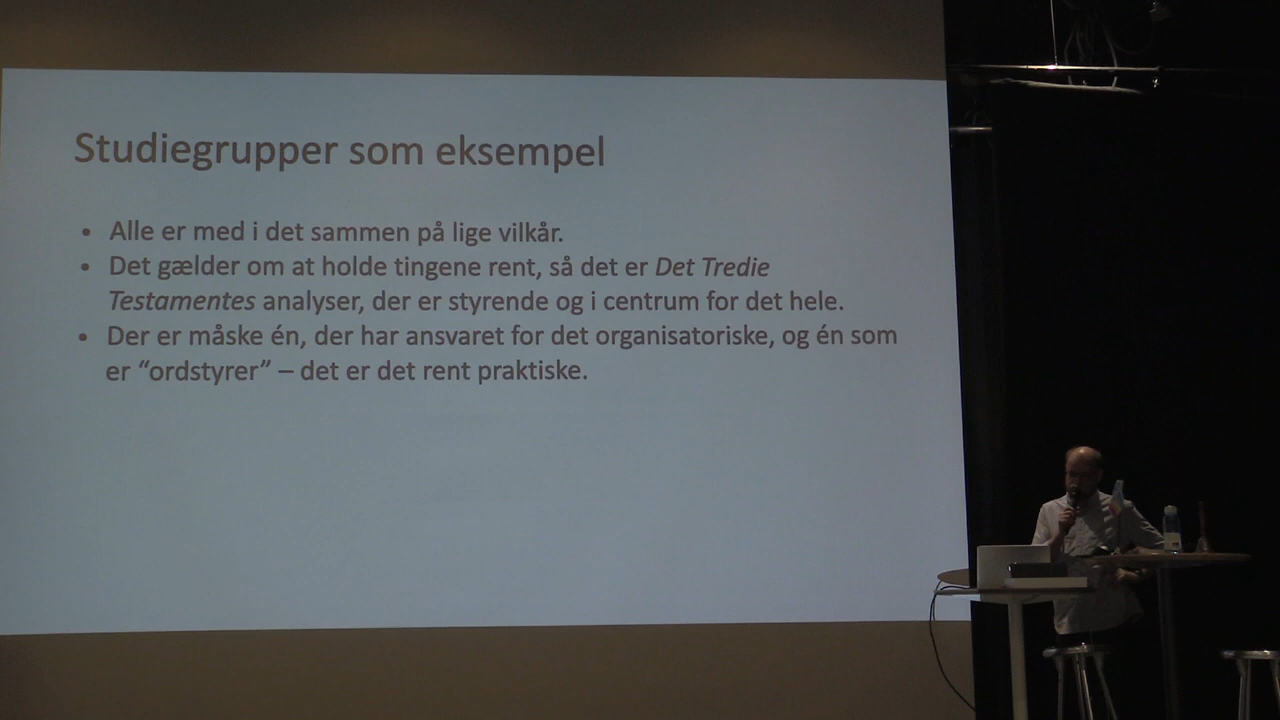 Studiegrupper som eksempel
• Alle er med i det sammen på lige vilkår.
• Det gælder om at holde tingene rent, så det er Det Tredie
Testamentes analyser, der er styrende og i centrum for det hele.
• Der er måske én, der har ansvaret for det organisatoriske, og én som
er “ordstyrer” – det er det rent praktiske.